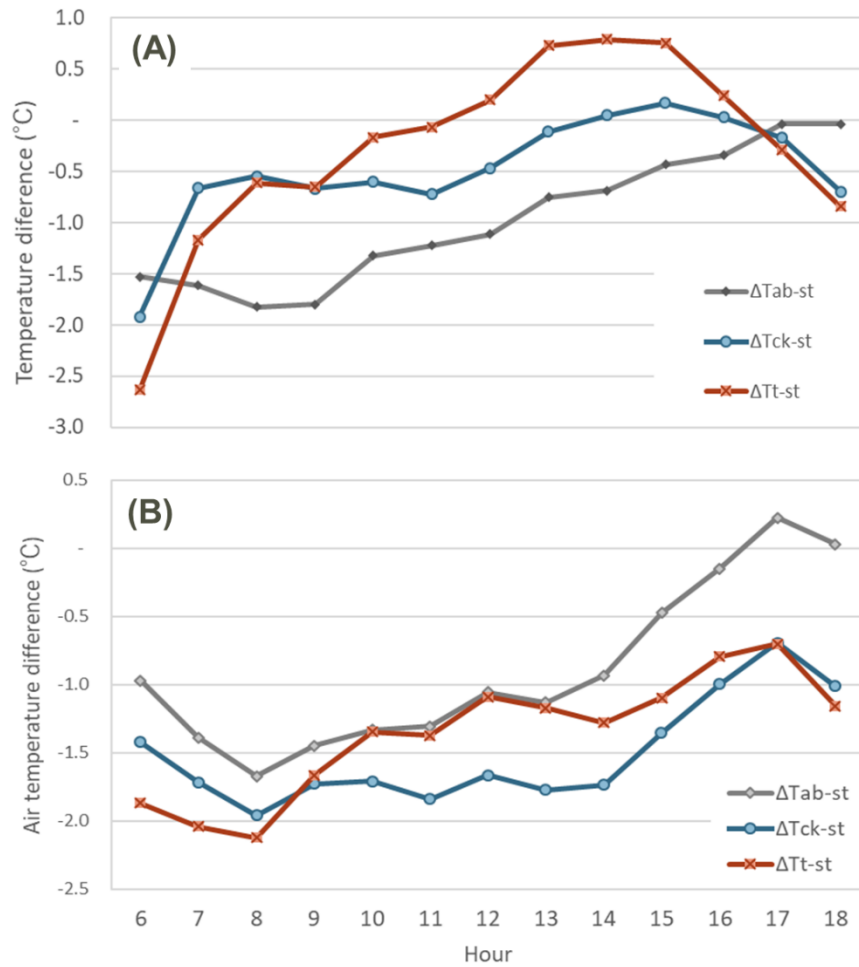 (A)
Temperature diference (°C)
1.0
0.5
-
-0.5
-1.0
-1.5
-2.0
-2.5
-3.0
ΔTab-st
ΔTck-st
ΔTt-st
(B)
Air temperature difference (°C)
0.5
-
-0.5
-1.0
-1.5
-2.0
-2.5
ΔTab-st
ΔTck-st
ΔTt-st
6 7 8 9 10 11 12 13 14 15 16 17 18
Hour